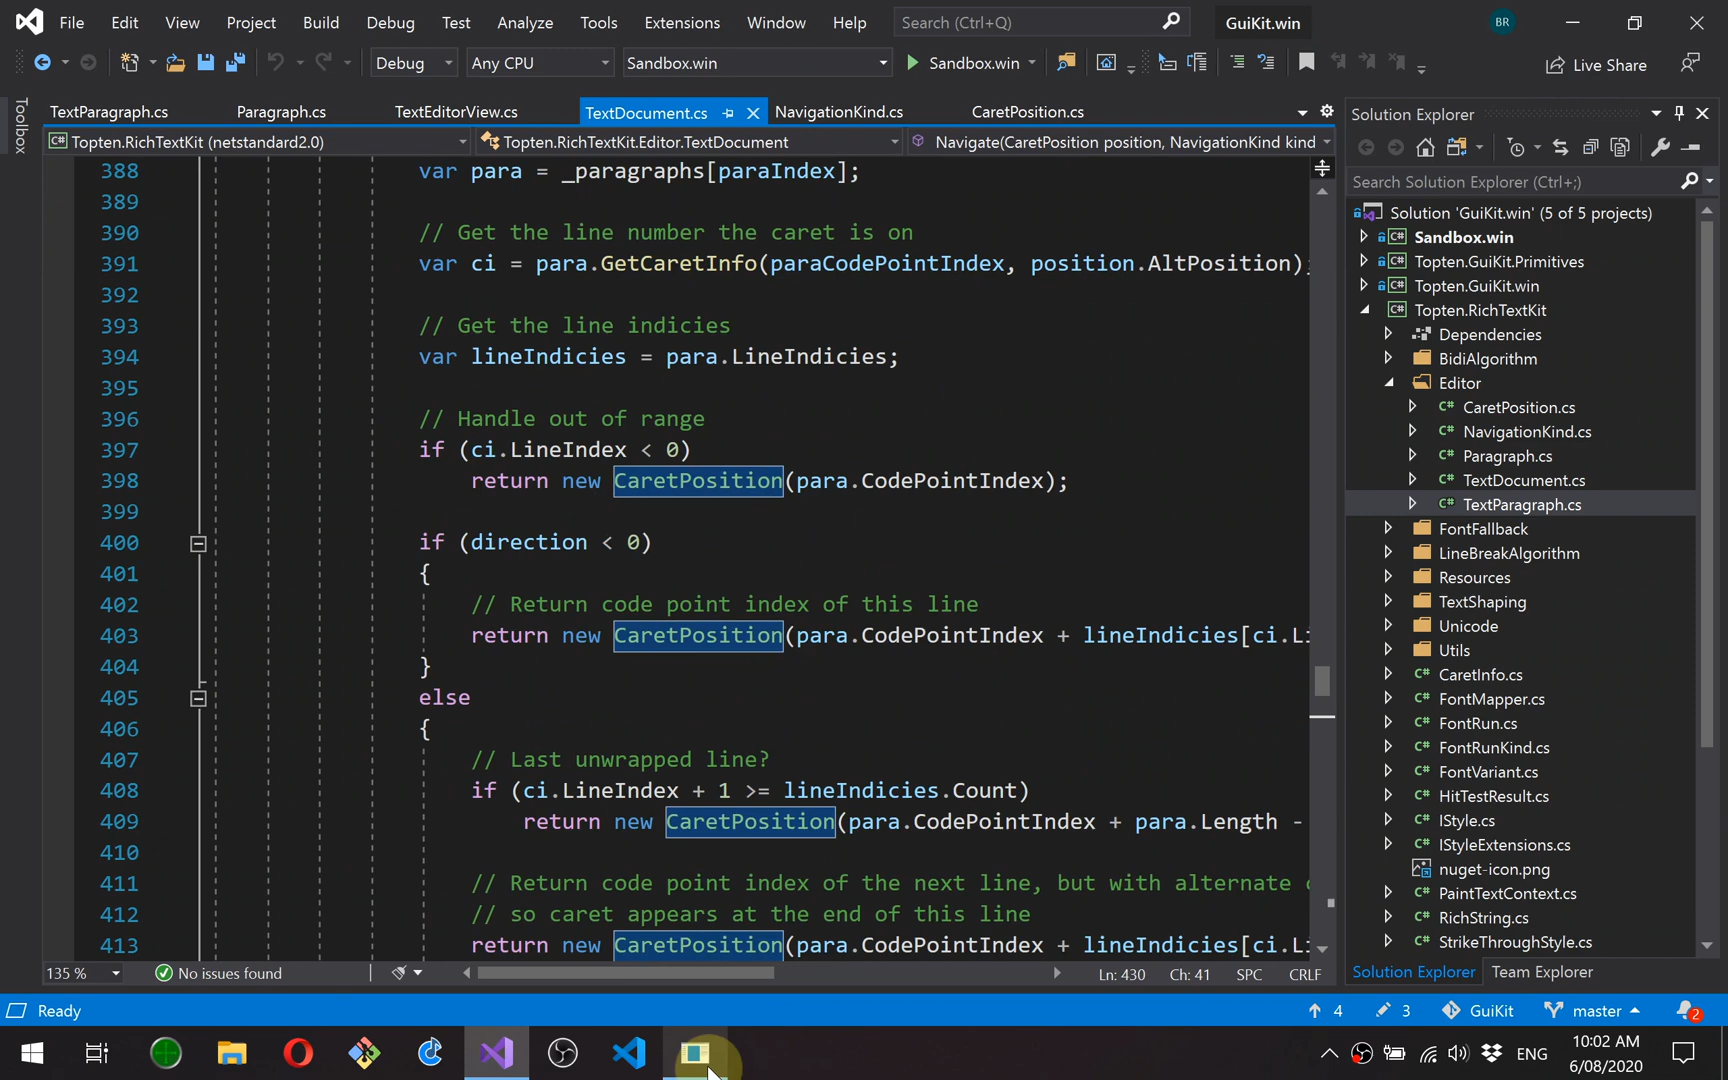 File Edit View Project Build Debug Test Analyze Tools Extensions Window Help Search (Ctrl+Q) GuiKit.win BR
Debug Any CPU Sandbox.win Sandbox.win Live Share
Toolbox
TextParagraph.cs Paragraph.cs TextEditorView.cs TextDocument.cs NavigationKind.cs CaretPosition.cs
C# Topten.RichTextKit (netstandard2.0) Topten.RichTextKit.Editor.TextDocument Navigate(CaretPosition position, NavigationKind kind
388 var para = _paragraphs[paraIndex];
389
390 // Get the line number the caret is on
391 var ci = para.GetCaretInfo(paraCodePointIndex, position.AltPosition);
392
393 // Get the line indicies
394 var lineIndicies = para.LineIndicies;
395
396 // Handle out of range
397 if (ci.LineIndex < 0)
398 return new CaretPosition(para.CodePointIndex);
399
400 if (direction < 0)
401 {
402 // Return code point index of this line
403 return new CaretPosition(para.CodePointIndex + lineIndicies[ci.Li
404 }
405 else
406 {
407 // Last unwrapped line?
408 if (ci.LineIndex + 1 >= lineIndicies.Count)
409 return new CaretPosition(para.CodePointIndex + para.Length -
410
411 // Return code point index of the next line, but with alternate
412 // so caret appears at the end of this line
413 return new CaretPosition(para.CodePointIndex + lineIndicies[ci.Li
135 % No issues found Ln: 430 Ch: 41 SPC CRLF
Solution Explorer
Search Solution Explorer (Ctrl+;)
Solution 'GuiKit.win' (5 of 5 projects)
C# Sandbox.win
C# Topten.GuiKit.Primitives
C# Topten.GuiKit.win
C# Topten.RichTextKit
Dependencies
BidiAlgorithm
Editor
C# CaretPosition.cs
C# NavigationKind.cs
C# Paragraph.cs
C# TextDocument.cs
C# TextParagraph.cs
FontFallback
LineBreakAlgorithm
Resources
TextShaping
Unicode
Utils
C# CaretInfo.cs
C# FontMapper.cs
C# FontRun.cs
C# FontRunKind.cs
C# FontVariant.cs
C# HitTestResult.cs
C# IStyle.cs
C# IStyleExtensions.cs
nuget-icon.png
C# PaintTextContext.cs
C# RichString.cs
C# StrikeThroughStyle.cs
Solution Explorer Team Explorer
Ready 4 3 GuiKit master 2
ENG 10:02 AM
6/08/2020